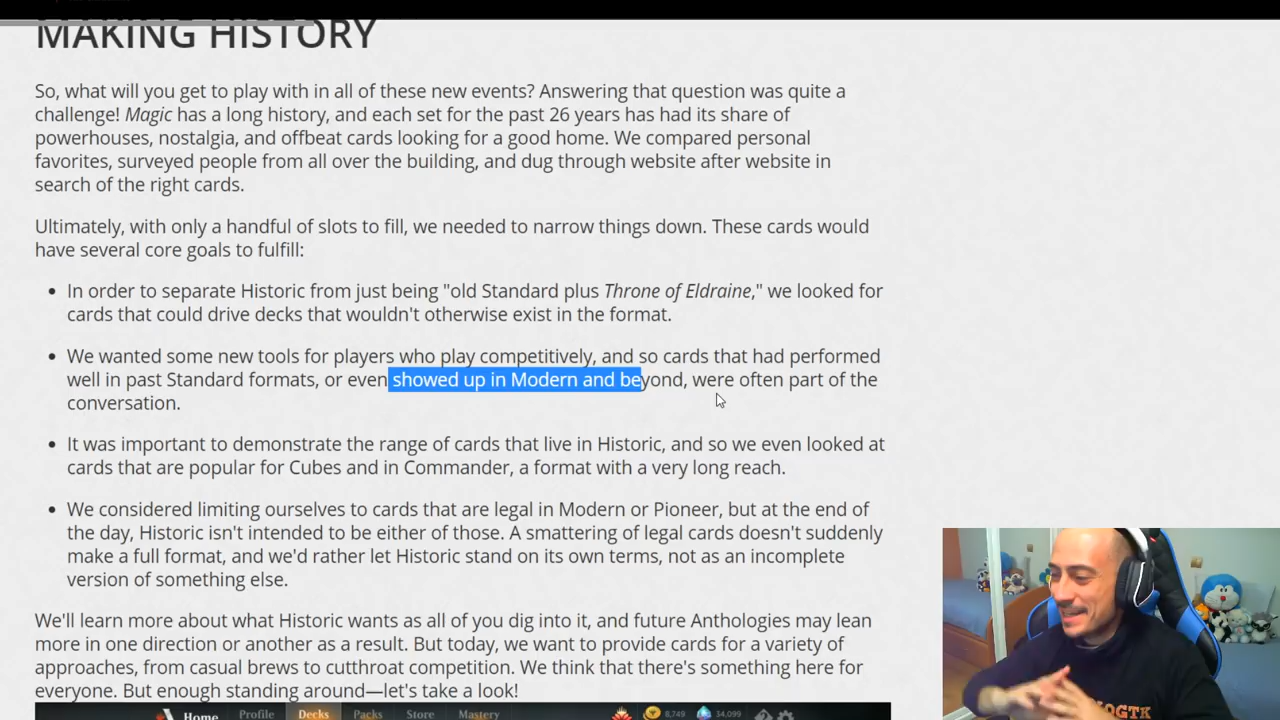 MAKING HISTORY
So, what will you get to play with in all of these new events? Answering that question was quite a
challenge! Magic has a long history, and each set for the past 26 years has had its share of
powerhouses, nostalgia, and offbeat cards looking for a good home. We compared personal
favorites, surveyed people from all over the building, and dug through website after website in
search of the right cards.
Ultimately, with only a handful of slots to fill, we needed to narrow things down. These cards would
have several core goals to fulfill:
• In order to separate Historic from just being "old Standard plus Throne of Eldraine," we looked for
cards that could drive decks that wouldn't otherwise exist in the format.
• We wanted some new tools for players who play competitively, and so cards that had performed
well in past Standard formats, or even showed up in Modern and beyond, were often part of the
conversation.
• It was important to demonstrate the range of cards that live in Historic, and so we even looked at
cards that are popular for Cubes and in Commander, a format with a very long reach.
• We considered limiting ourselves to cards that are legal in Modern or Pioneer, but at the end of
the day, Historic isn't intended to be either of those. A smattering of legal cards doesn't suddenly
make a full format, and we'd rather let Historic stand on its own terms, not as an incomplete
version of something else.
We'll learn more about what Historic wants as all of you dig into it, and future Anthologies may lean
more in one direction or another as a result. But today, we want to provide cards for a variety of
approaches, from casual brews to cutthroat competition. We think that there's something here for
everyone. But enough standing around—let's take a look!
Home Profile Decks Packs Store Mastery 8,749 34,099